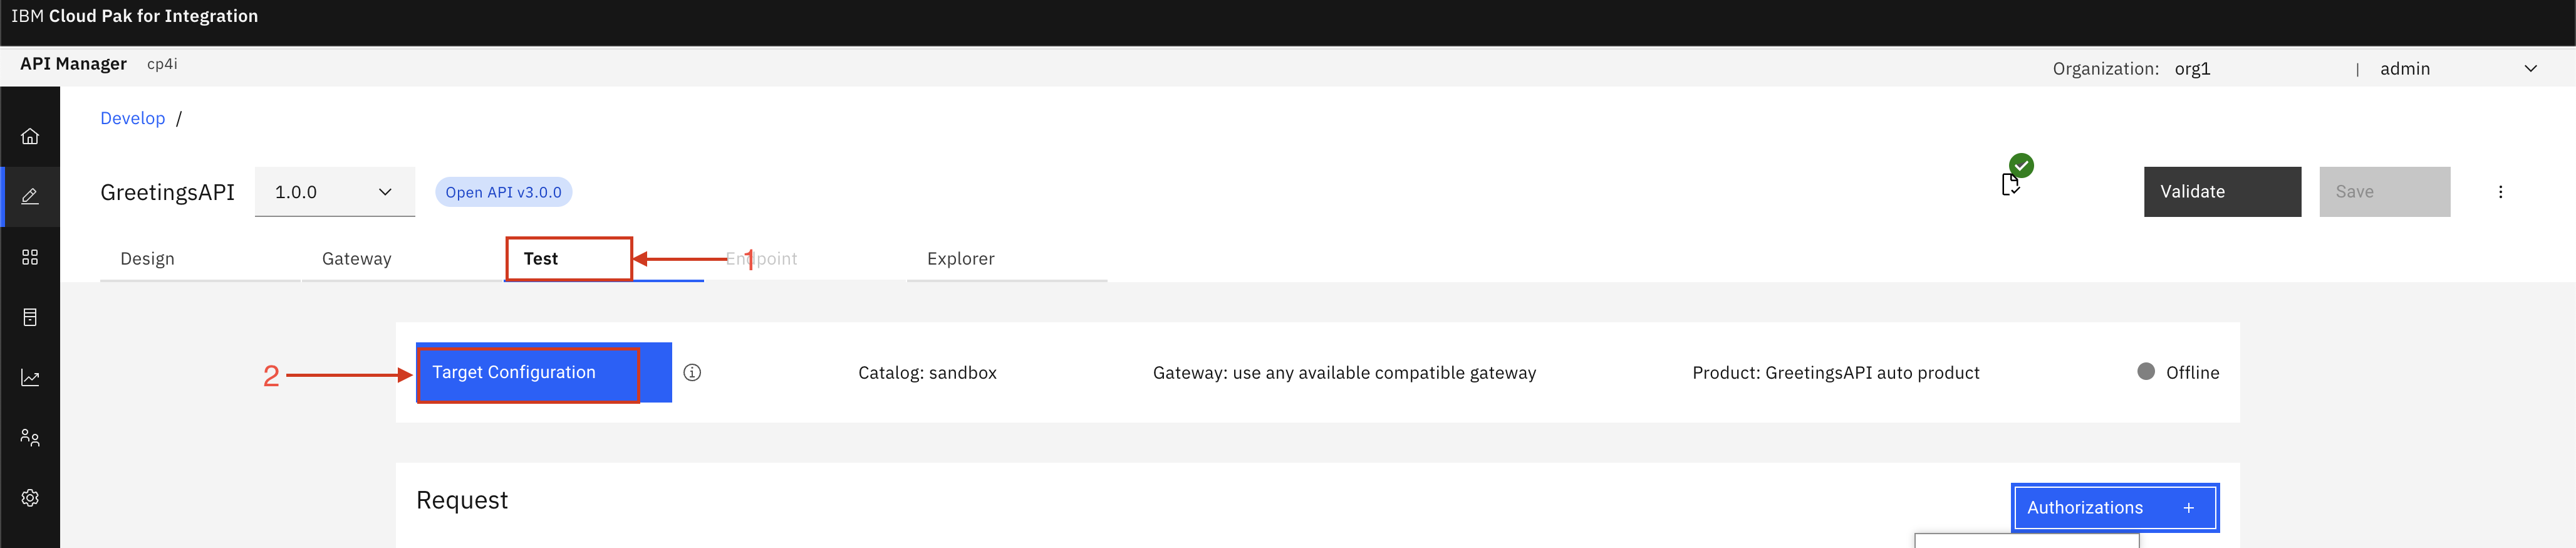 IBM Cloud Pak for Integration
API Manager cp4i Organization: org1 | admin
Develop /
GreetingsAPI 1.0.0 Open API v3.0.0 Validate Save
Design Gateway Test 1 Endpoint Explorer
2 Target Configuration Catalog: sandbox Gateway: use any available compatible gateway Product: GreetingsAPI auto product Offline
Request
Authorizations +